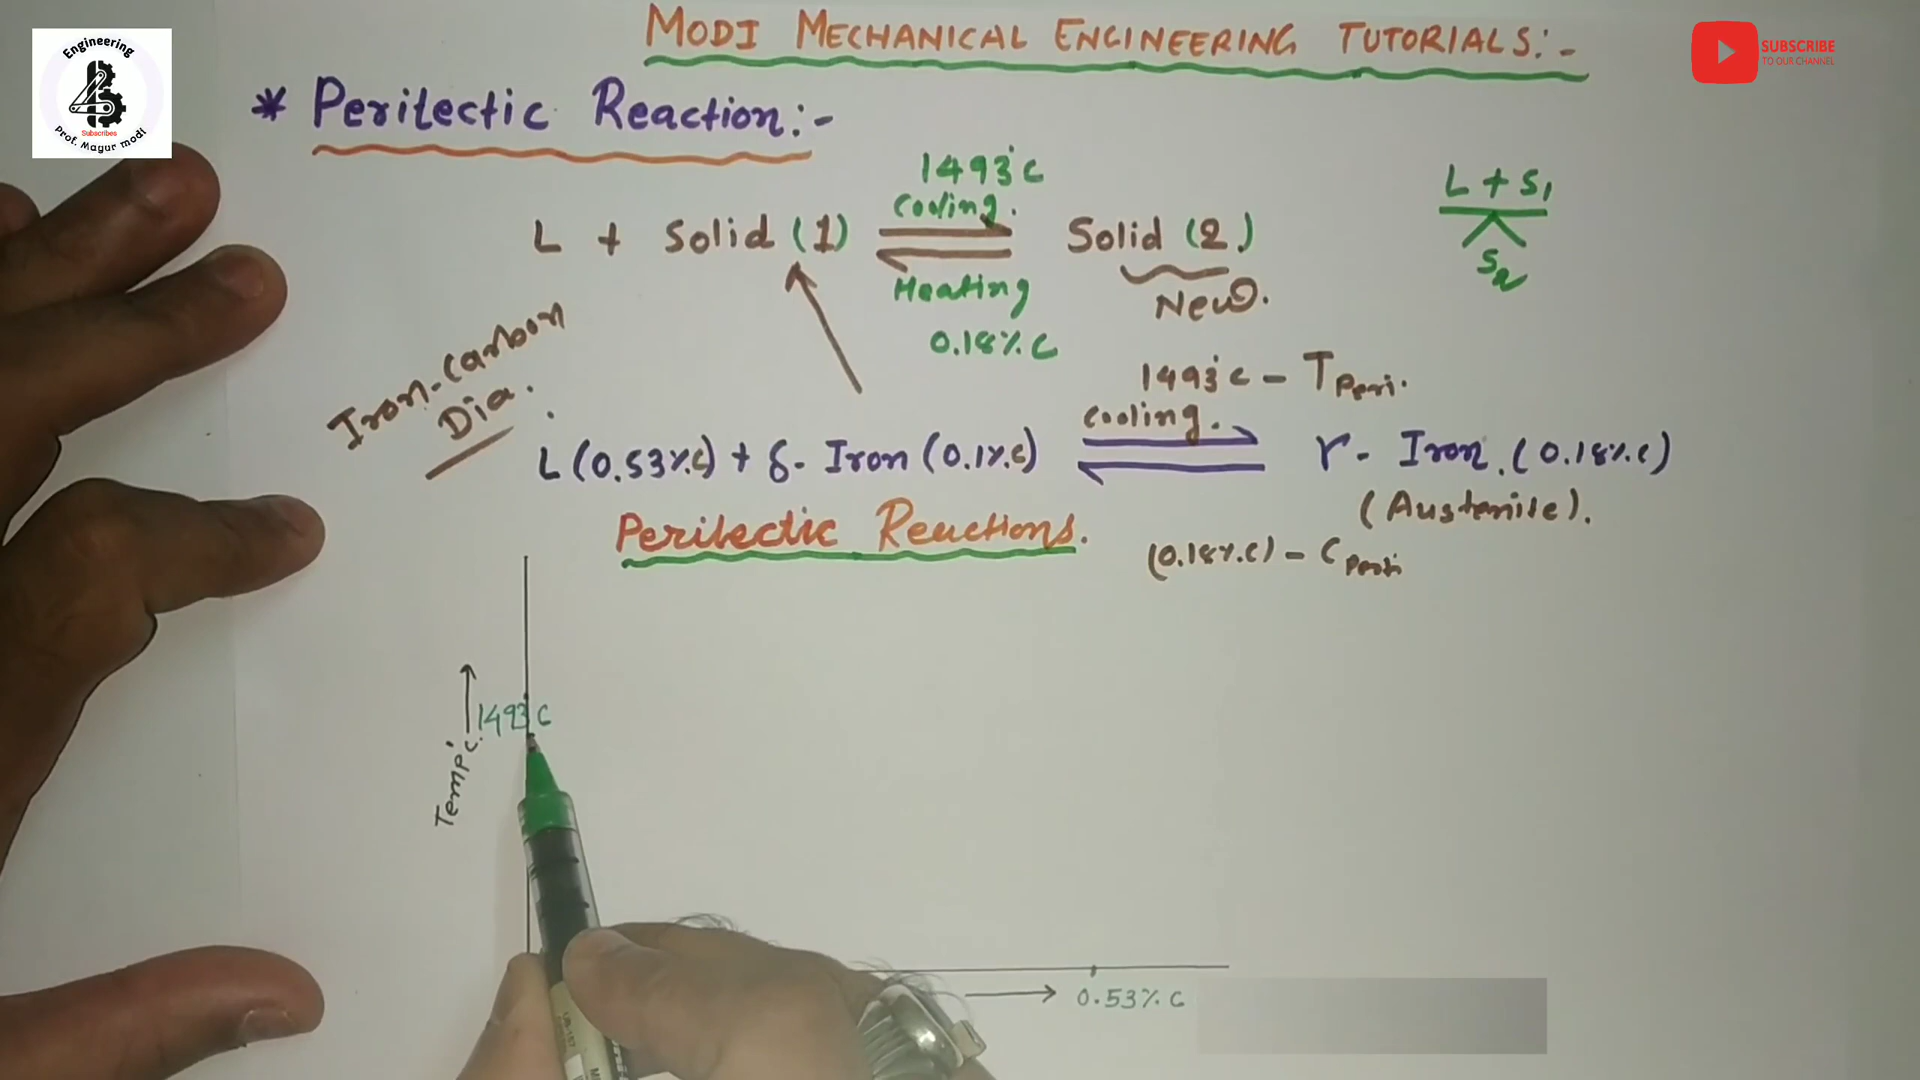 MODI MECHANICAL ENGINEERING TUTORIALS:-
SUBSCRIBE
TO OUR CHANNEL
Engineering
Subscribes
Prof. Mayur modi
* Peritectic Reaction:-
1493°C
Cooling.
L + Solid (1) Solid (2)
Heating
New.
0.18%.C
L + S1
S2
Iron-Carbon
Dia.
1493°C - TPeri.
Cooling.
L (0.53%.C) + δ- Iron (0.1%.C) γ- Iron. (0.18%.C)
(Austenite).
Peritectic Reactions.
(0.18%.C) - CPeri
1493°C
Temp°C.
0.53%.C